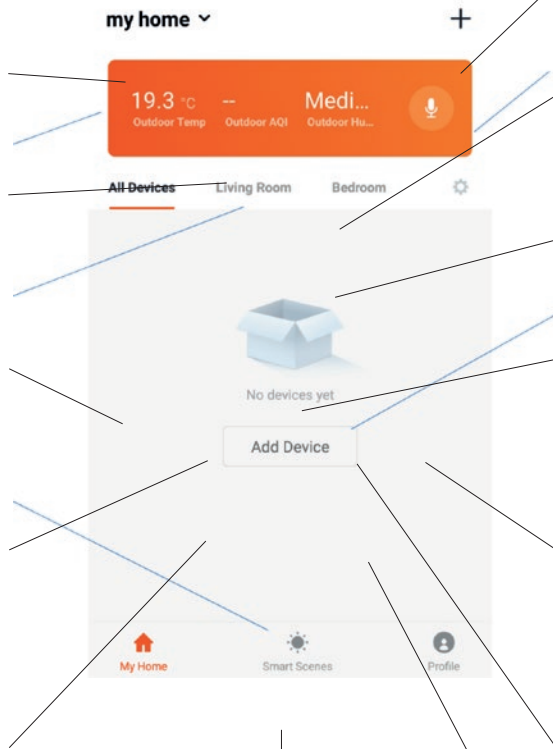 my home
19.3 °C -- Medi...
Outdoor Temp Outdoor AQI Outdoor Hu...
All Devices Living Room Bedroom
No devices yet
Add Device
My Home Smart Scenes Profile